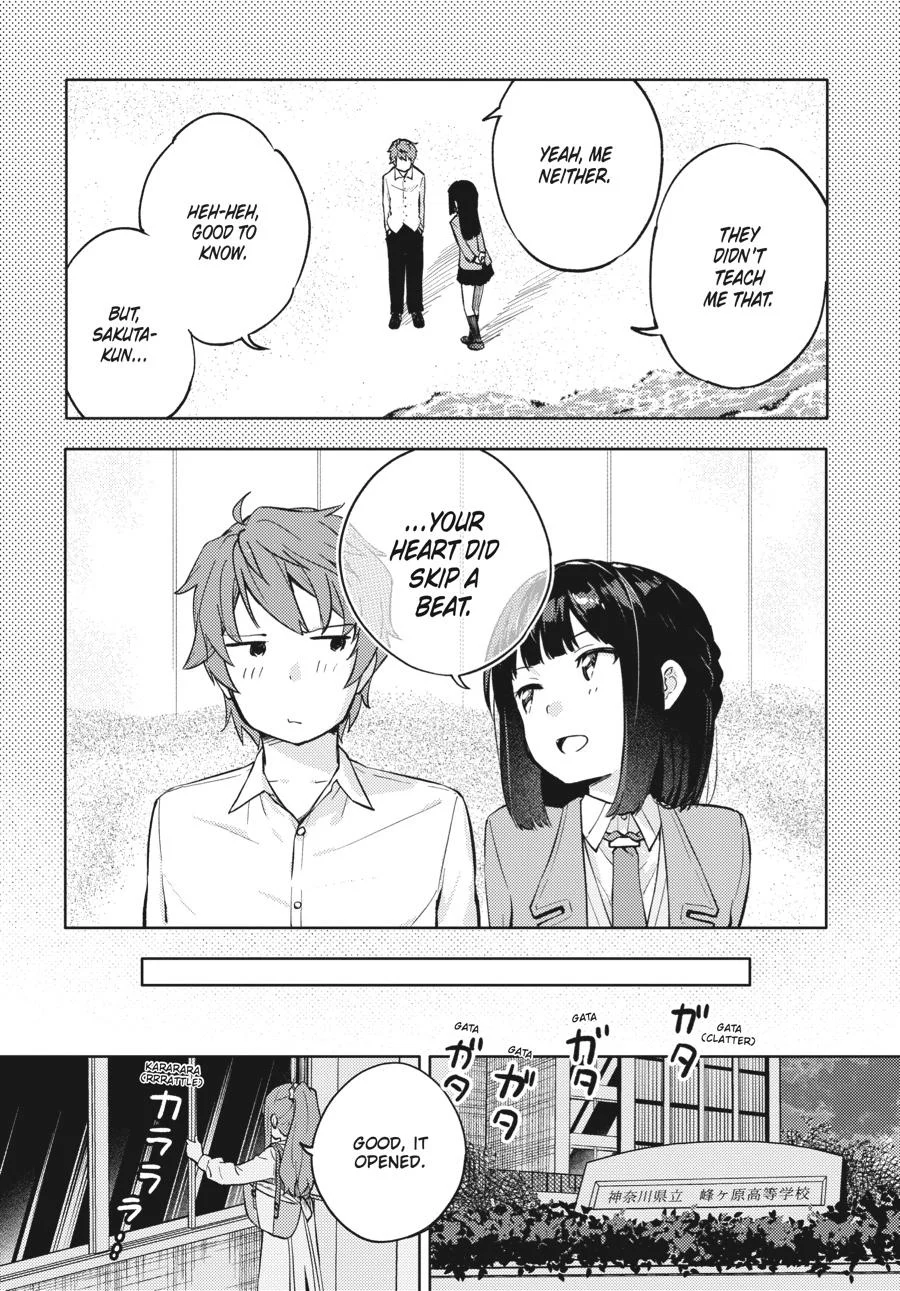 THEY
DIDN'T
TEACH
ME THAT.
YEAH, ME
NEITHER.
HEH-HEH,
GOOD TO
KNOW.
BUT,
SAKUTA-
KUN...
...YOUR
HEART DID
SKIP A
BEAT.
GATA
(CLATTER)
ガタ
GATA
ガタ
GATA
ガタ
GATA
ガタ
神奈川県立 峰ヶ原高等学校
GOOD, IT
OPENED.
KARARARA
(RRRATTLE)
カラララ...